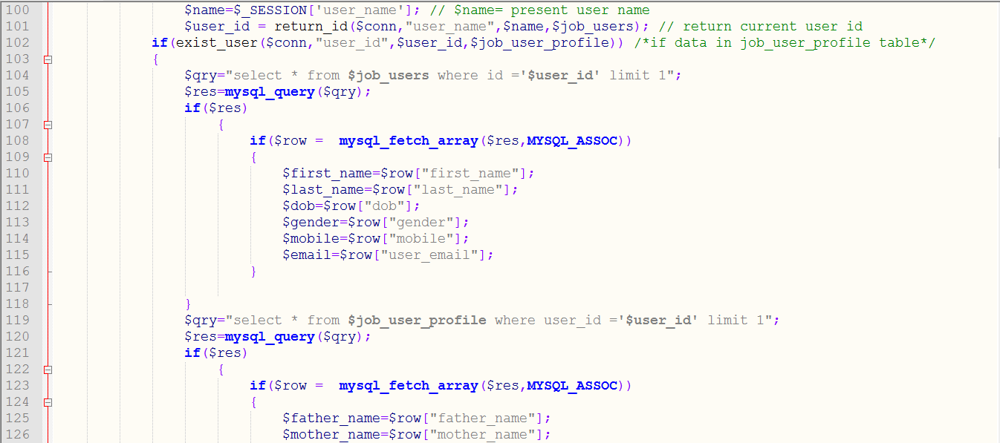 100 $name=$_SESSION['user_name']; // $name= present user name
101 $user_id = return_id($conn,"user_name",$name,$job_users); // return current user id
102 if(exist_user($conn,"user_id",$user_id,$job_user_profile)) /*if data in job_user_profile table*/
103 {
104 $qry="select * from $job_users where id ='$user_id' limit 1";
105 $res=mysql_query($qry);
106 if($res)
107 {
108 if($row =  mysql_fetch_array($res,MYSQL_ASSOC))
109 {
110 $first_name=$row["first_name"];
111 $last_name=$row["last_name"];
112 $dob=$row["dob"];
113 $gender=$row["gender"];
114 $mobile=$row["mobile"];
115 $email=$row["user_email"];
116 }
117
118 }
119 $qry="select * from $job_user_profile where user_id ='$user_id' limit 1";
120 $res=mysql_query($qry);
121 if($res)
122 {
123 if($row =  mysql_fetch_array($res,MYSQL_ASSOC))
124 {
125 $father_name=$row["father_name"];
126 $mother_name=$row["mother_name"];